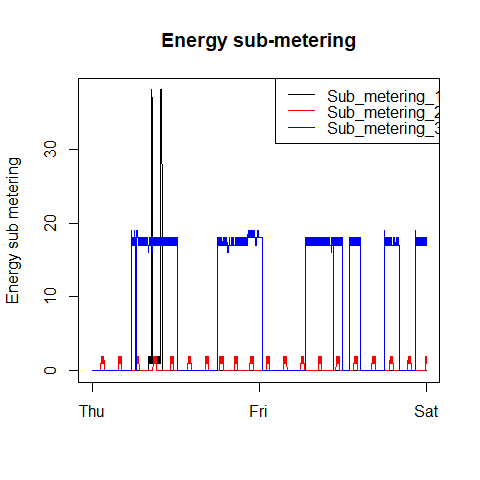 Energy sub-metering
Sub_metering_1
Sub_metering_2
Sub_metering_3
Energy sub metering
30
20
10
0
Thu
Fri
Sat